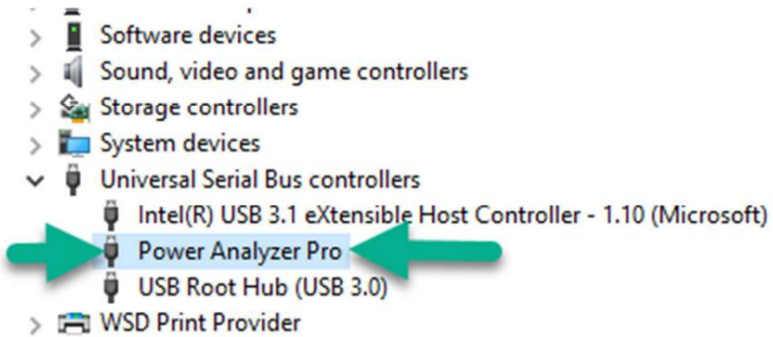 Software devices
Sound, video and game controllers
Storage controllers
System devices
Universal Serial Bus controllers
Intel(R) USB 3.1 eXtensible Host Controller - 1.10 (Microsoft)
Power Analyzer Pro
USB Root Hub (USB 3.0)
WSD Print Provider